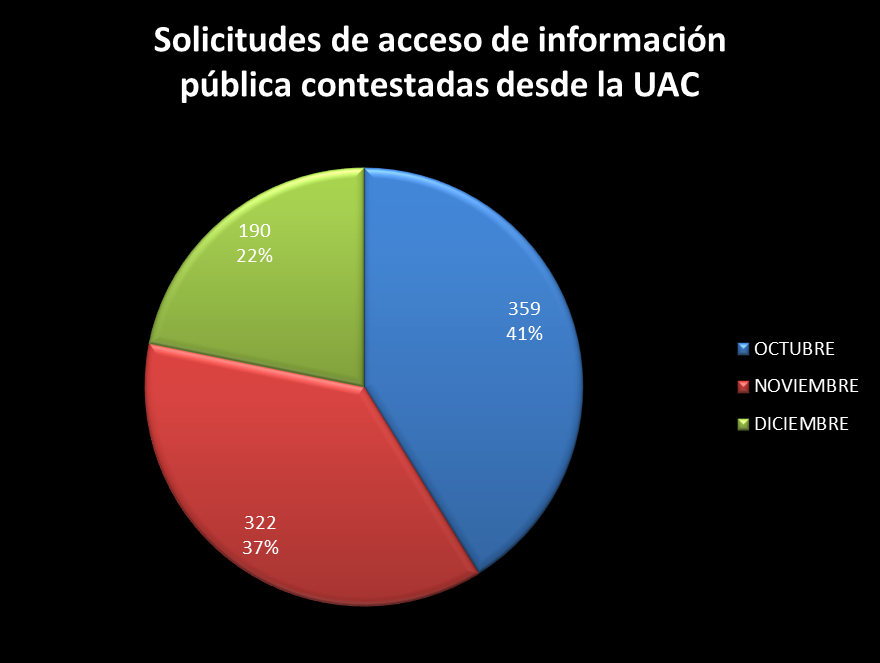 Solicitudes de acceso de información
pública contestadas desde la UAC
190
22%
359
41%
322
37%
OCTUBRE
NOVIEMBRE
DICIEMBRE